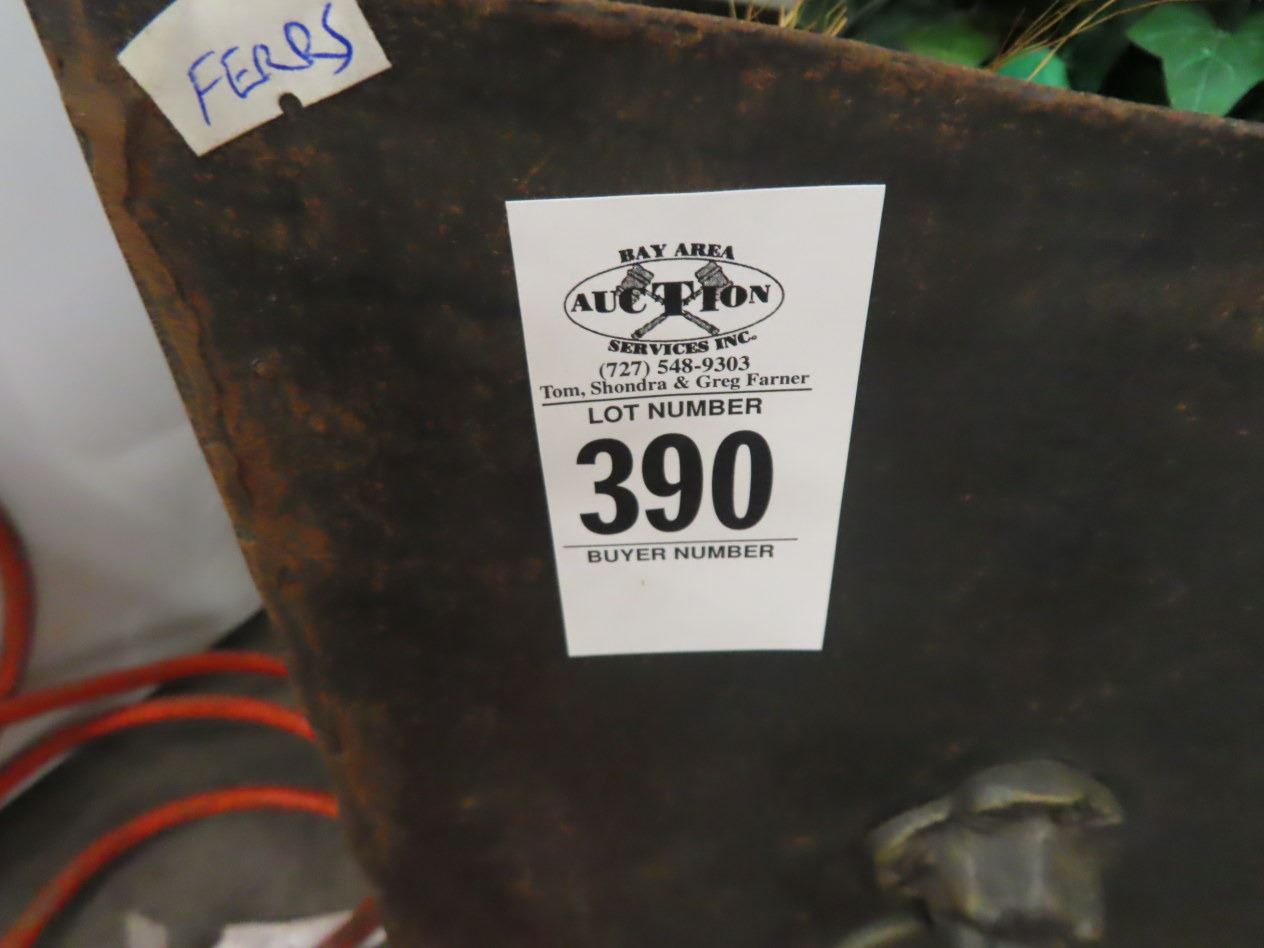 FERRS
BAY AREA
AUCTION
SERVICES INC.
(727) 548-9303
Tom, Shondra & Greg Farner
LOT NUMBER
390
BUYER NUMBER